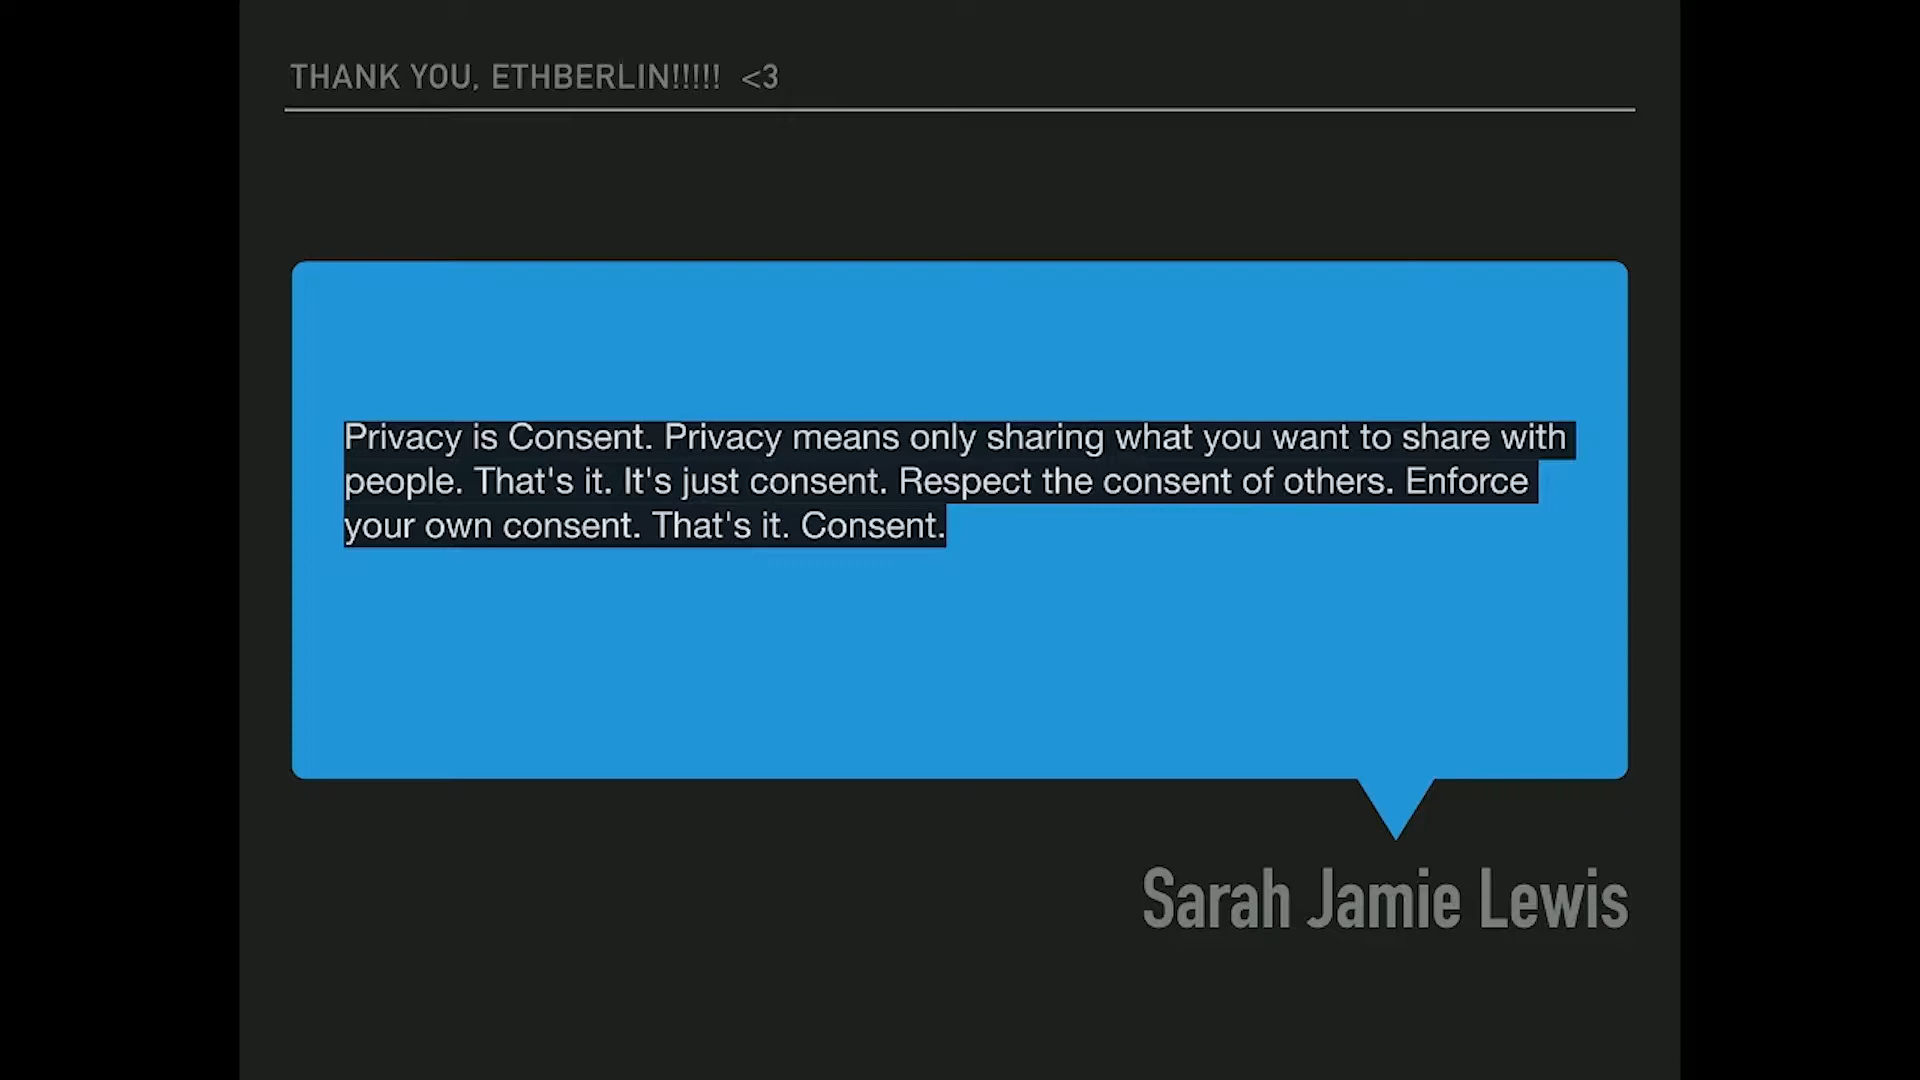 THANK YOU, ETHBERLIN!!!!! <3
Privacy is Consent. Privacy means only sharing what you want to share with
people. That's it. It's just consent. Respect the consent of others. Enforce
your own consent. That's it. Consent.
Sarah Jamie Lewis